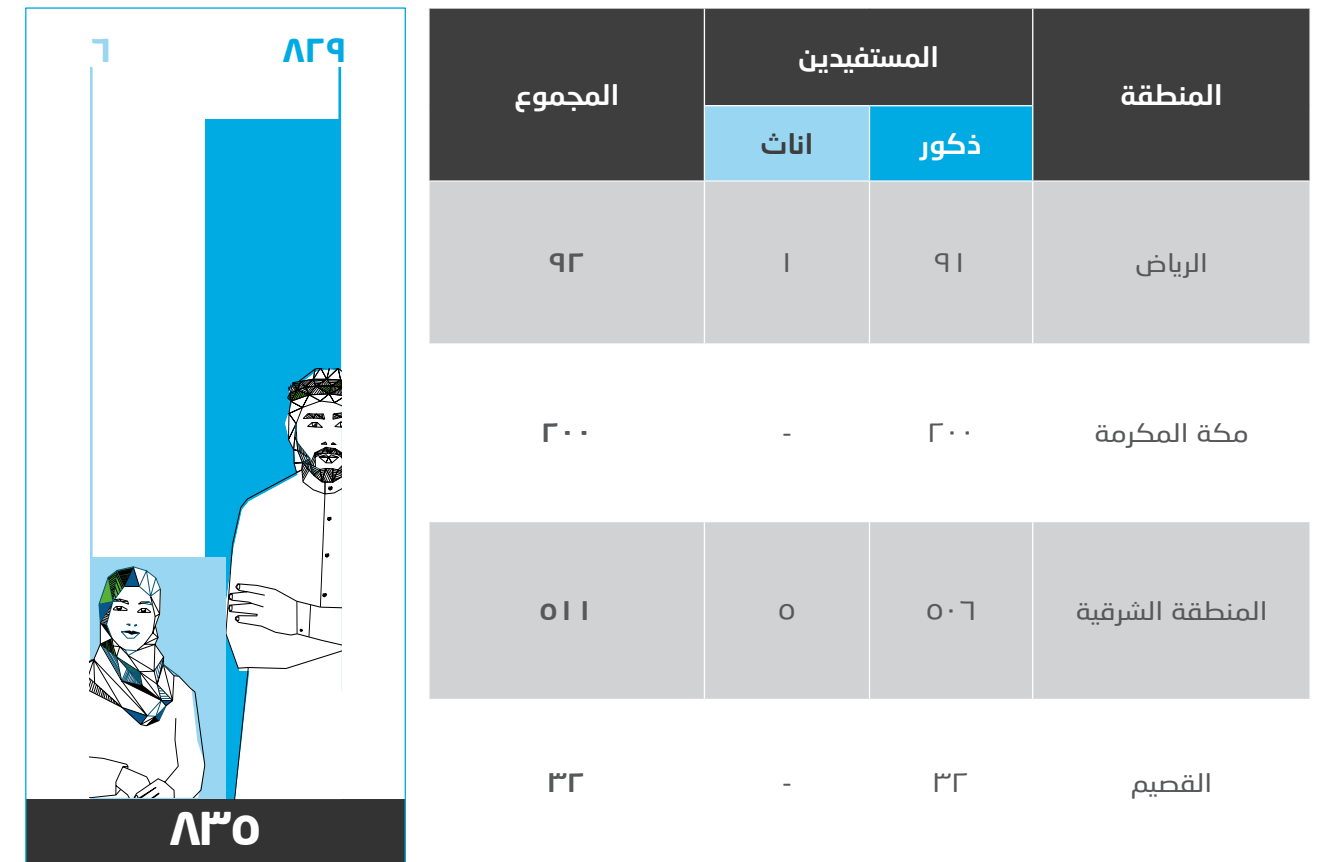 المنطقة المستفيدين المجموع
ذكور اناث
الرياض ٩١ ١ ٩٢
مكة المكرمة ٢٠٠ - ٢٠٠
المنطقة الشرقية ٥٠٦ ٥ ٥١١
القصيم ٣٢ - ٣٢
٨٢٩ ٦
٨٣٥